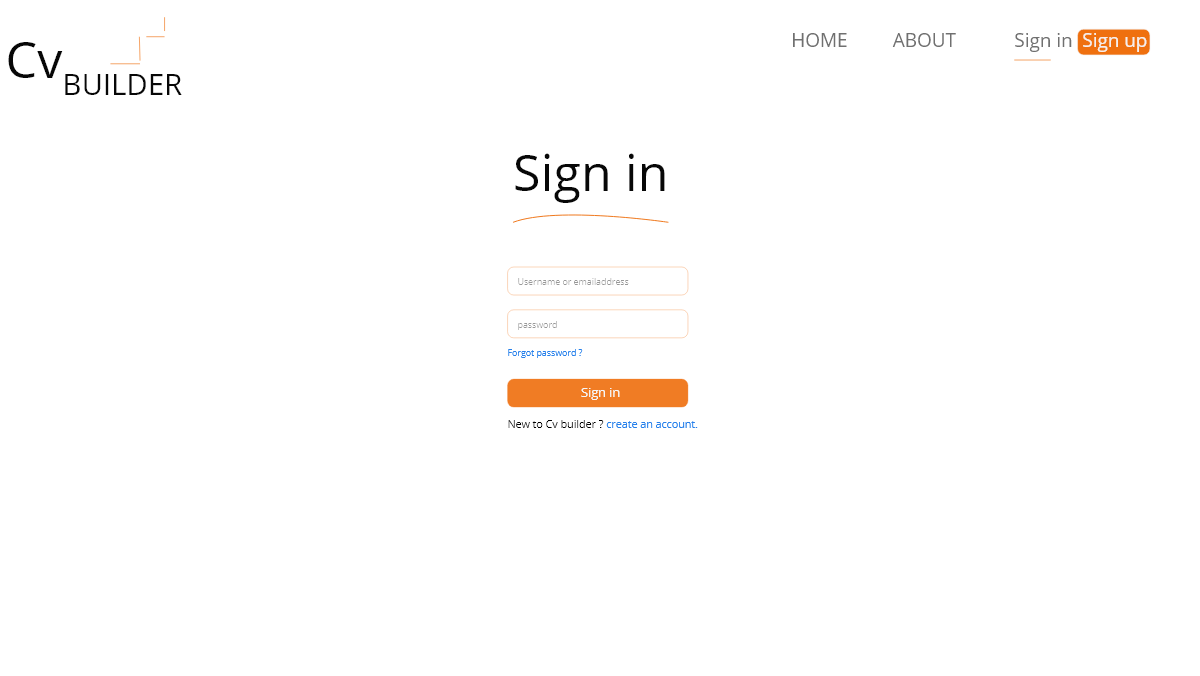 Cv
BUILDER
HOME ABOUT Sign in Sign up
Sign in
Username or emailaddress
password
Forgot password ?
Sign in
New to Cv builder ? create an account.